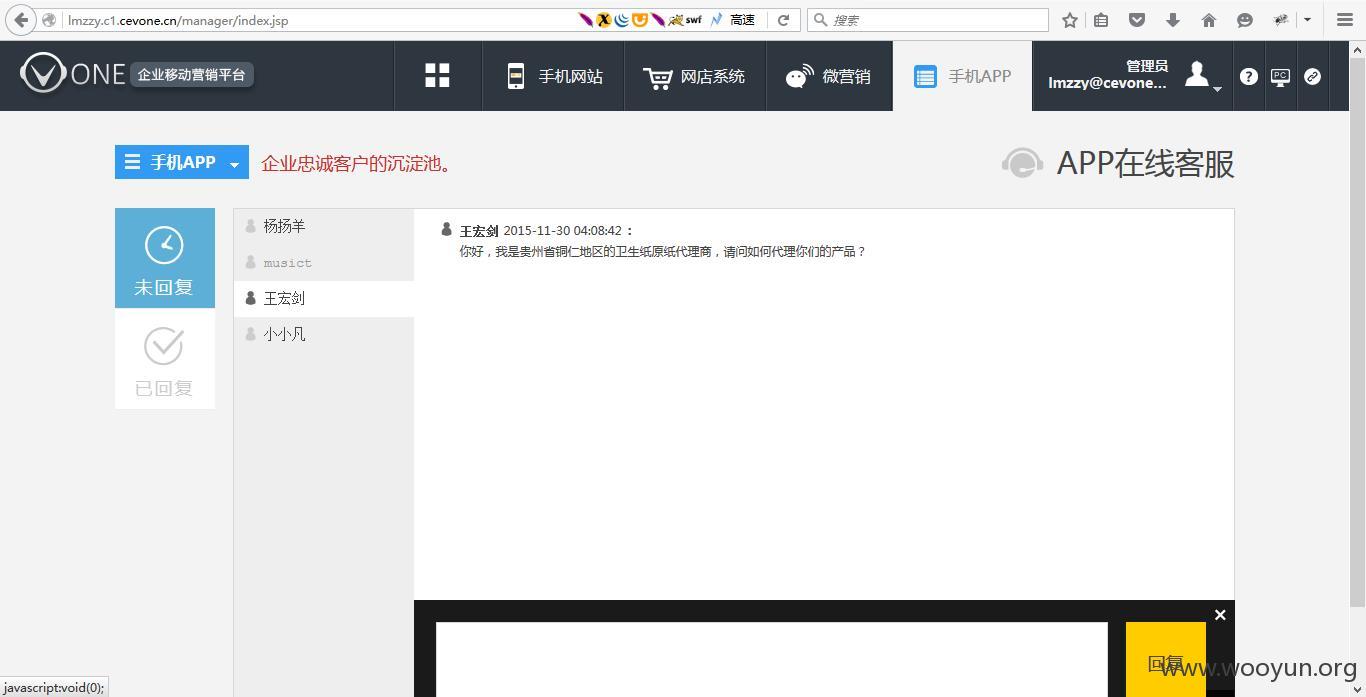 lmzzy.c1.cevone.cn/manager/index.jsp
swf
高速
搜索
VONE
企业移动营销平台
手机网站
网店系统
微营销
手机APP
管理员
lmzzy@cevone...
?
PC
手机APP
企业忠诚客户的沉淀池。
APP在线客服
未回复
已回复
杨扬羊
musict
王宏剑
小小凡
王宏剑 2015-11-30 04:08:42 :
你好，我是贵州省铜仁地区的卫生纸原纸代理商，请问如何代理你们的产品？
回复
www.wooyun.org
javascript:void(0);